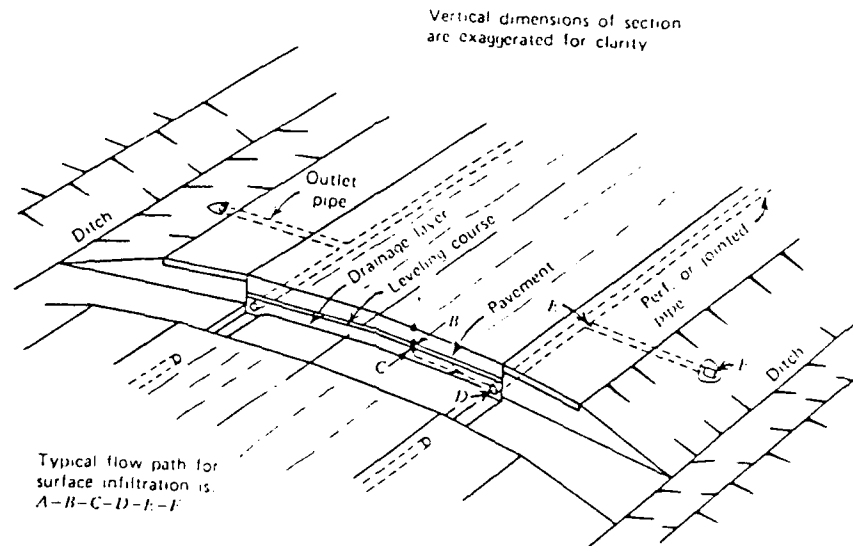 Vertical dimensions of section
are exaggerated for clarity
Outlet
pipe
Ditch
Drainage layer
Leveling course
Pavement
B
C
D
E
Perf. or jointed
pipe
F
Ditch
Typical flow path for
surface infiltration is.
A-B-C-D-E-F